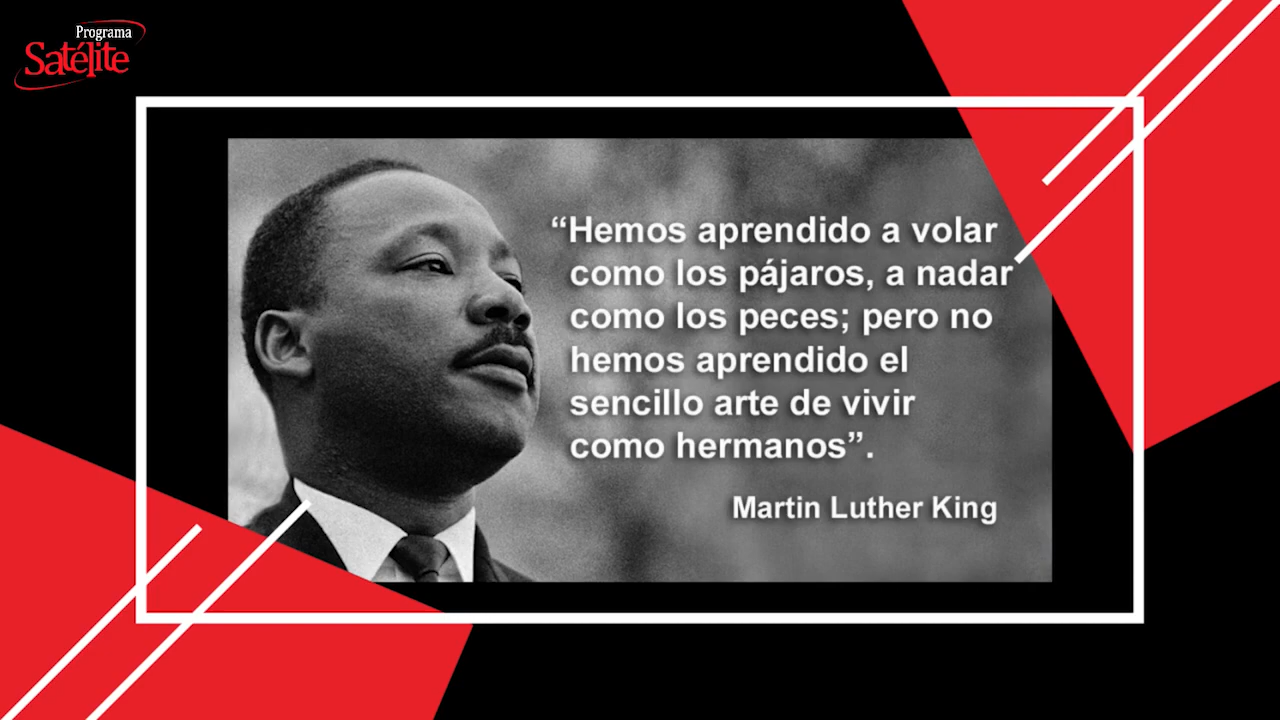 Programa
Satélite
“Hemos aprendido a volar
como los pájaros, a nadar
como los peces; pero no
hemos aprendido el
sencillo arte de vivir
como hermanos”.
Martin Luther King